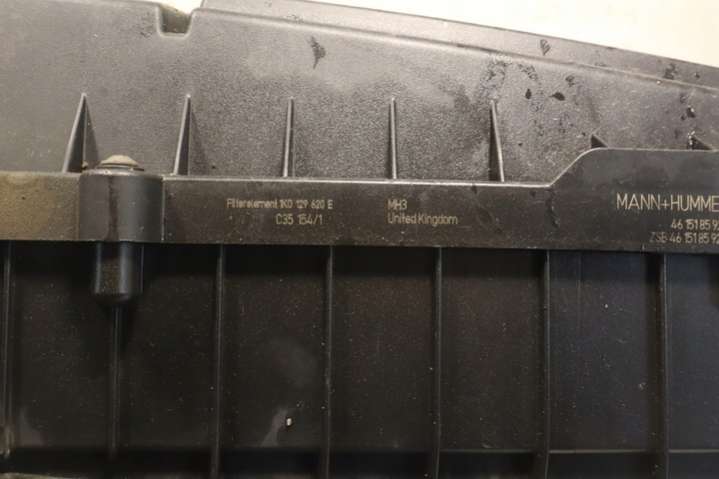 Filterelement 1K0 129 620 E
C35 154/1
MH3
United Kingdom
MANN+HUMME
46 151 85 9
ZSB 46 151 85 9